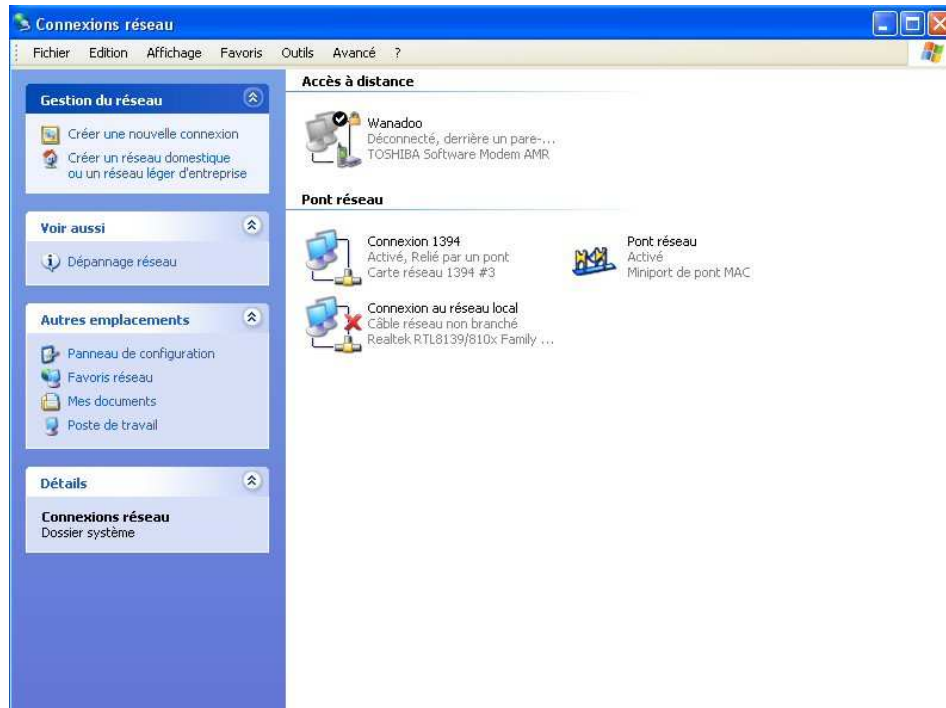 Connexions réseau
Fichier Edition Affichage Favoris Outils Avancé ?
Gestion du réseau
Créer une nouvelle connexion
Créer un réseau domestique
ou un réseau léger d'entreprise
Voir aussi
Dépannage réseau
Autres emplacements
Panneau de configuration
Favoris réseau
Mes documents
Poste de travail
Détails
Connexions réseau
Dossier système
Accès à distance
Wanadoo
Déconnecté, derrière un pare-...
TOSHIBA Software Modem AMR
Pont réseau
Connexion 1394
Activé, Relié par un pont
Carte réseau 1394 #3
Pont réseau
Activé
Miniport de pont MAC
Connexion au réseau local
Câble réseau non branché
Realtek RTL8139/810x Family ...